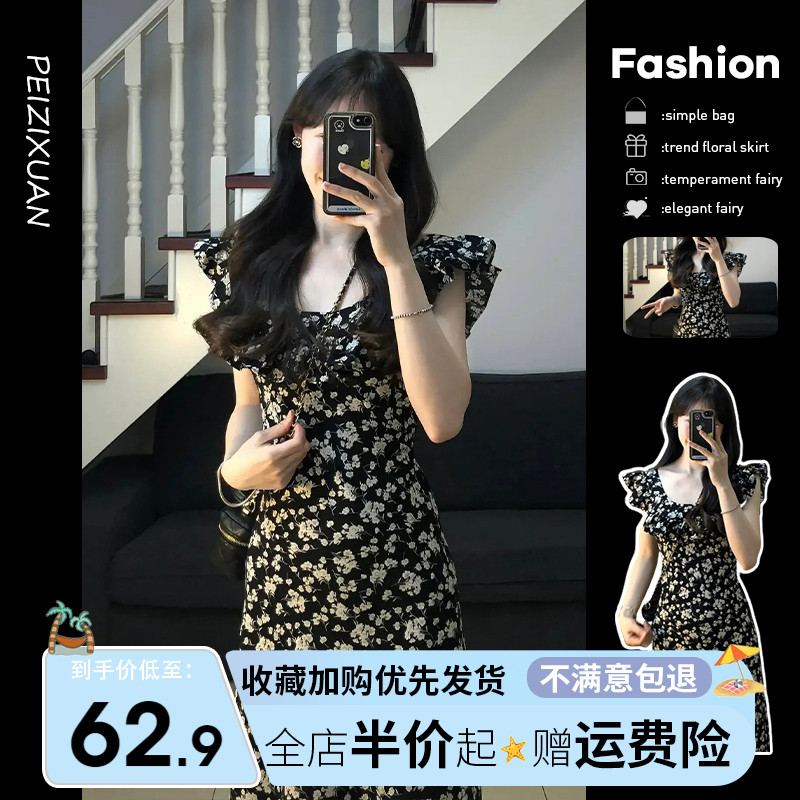 PEIZIXUAN
Fashion
:simple bag
:trend floral skirt
:temperament fairy
:elegant fairy
到手价低至：
62.9
收藏加购优先发货
不满意包退
全店半价起 赠运费险